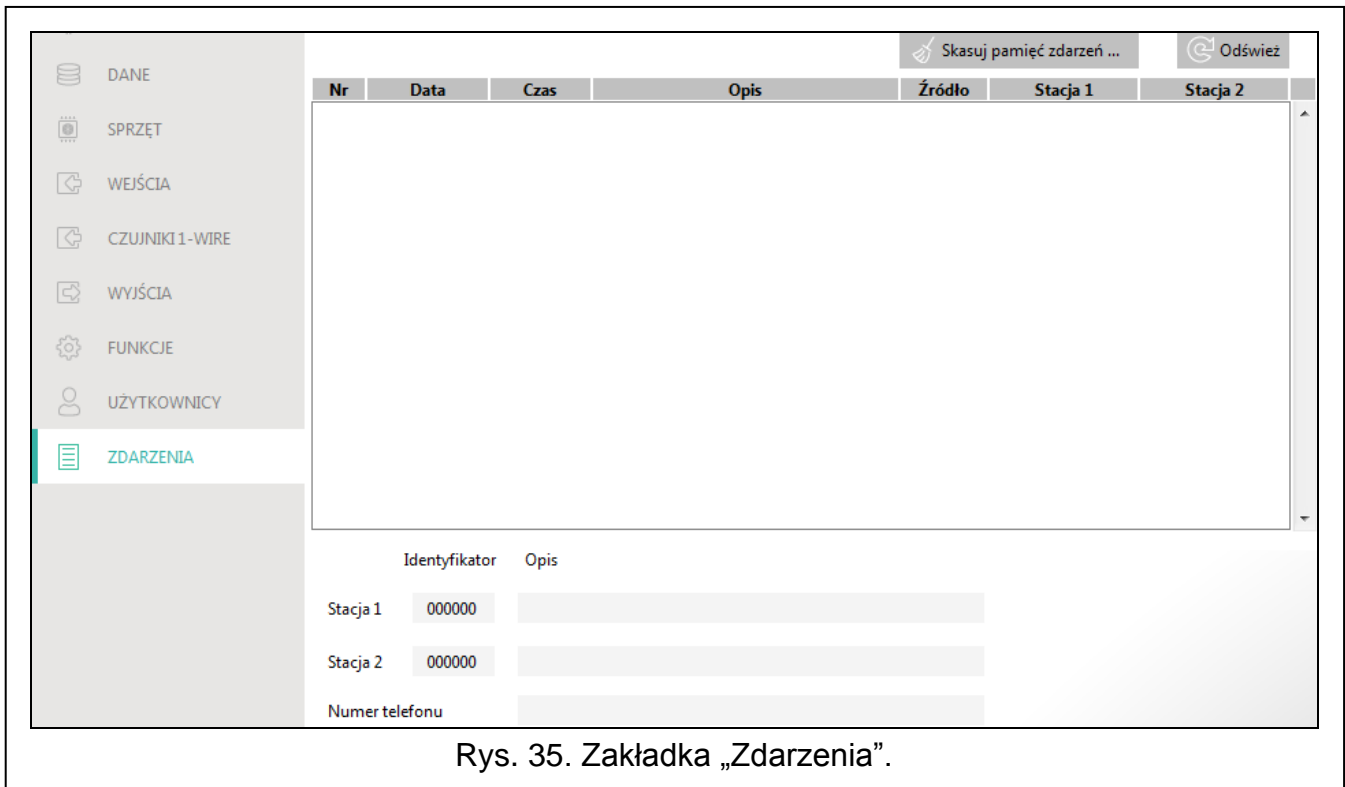 Skasuj pamięć zdarzeń ... Odśwież
DANE
Nr Data Czas Opis Źródło Stacja 1 Stacja 2
SPRZĘT
WEJŚCIA
CZUJNIKI 1-WIRE
WYJŚCIA
FUNKCJE
UŻYTKOWNICY
ZDARZENIA
Identyfikator Opis
Stacja 1 000000
Stacja 2 000000
Numer telefonu
Rys. 35. Zakładka „Zdarzenia”.